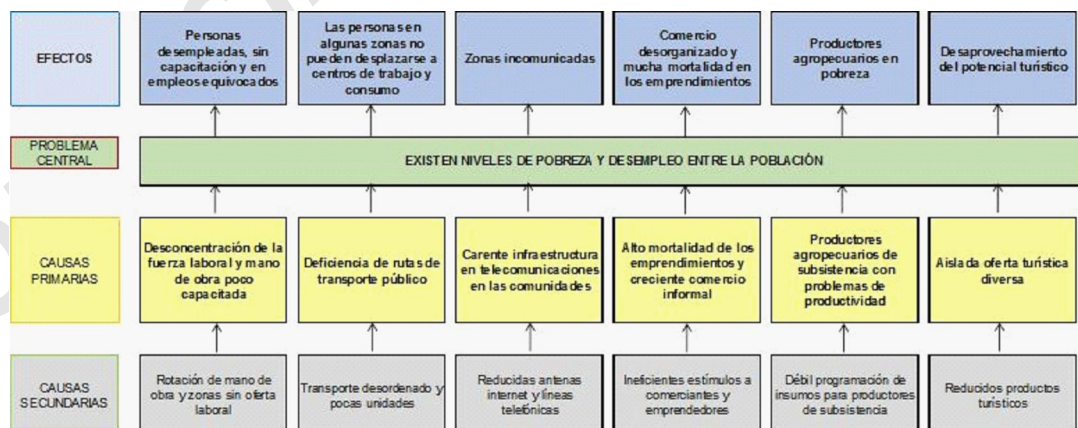 EFECTOS
Personas
desempleadas, sin
capacitación y en
empleos equivocados
Las personas en
algunas zonas no
pueden desplazarse a
centros de trabajo y
consumo
Zonas incomunicadas
Comercio
desorganizado y
mucha mortalidad en
los emprendimientos
Productores
agropecuarios en
pobreza
Desaprovechamiento
del potencial turístico
PROBLEMA
CENTRAL
EXISTEN NIVELES DE POBREZA Y DESEMPLEO ENTRE LA POBLACIÓN
CAUSAS
PRIMARIAS
Desconcentración de la
fuerza laboral y mano
de obra poco
capacitada
Deficiencia de rutas de
transporte público
Carente infraestructura
en telecomunicaciones
en las comunidades
Alto mortalidad de los
emprendimientos y
creciente comercio
informal
Productores
agropecuarios de
subsistencia con
problemas de
productividad
Aislada oferta turística
diversa
CAUSAS
SECUNDARIAS
Rotación de mano de
obra y zonas sin oferta
laboral
Transporte desordenado y
pocas unidades
Reducidas antenas
internet y líneas
telefónicas
Ineficientes estímulos a
comerciantes y
emprendedores
Débil programación de
insumos para productores
de subsistencia
Reducidos productos
turísticos